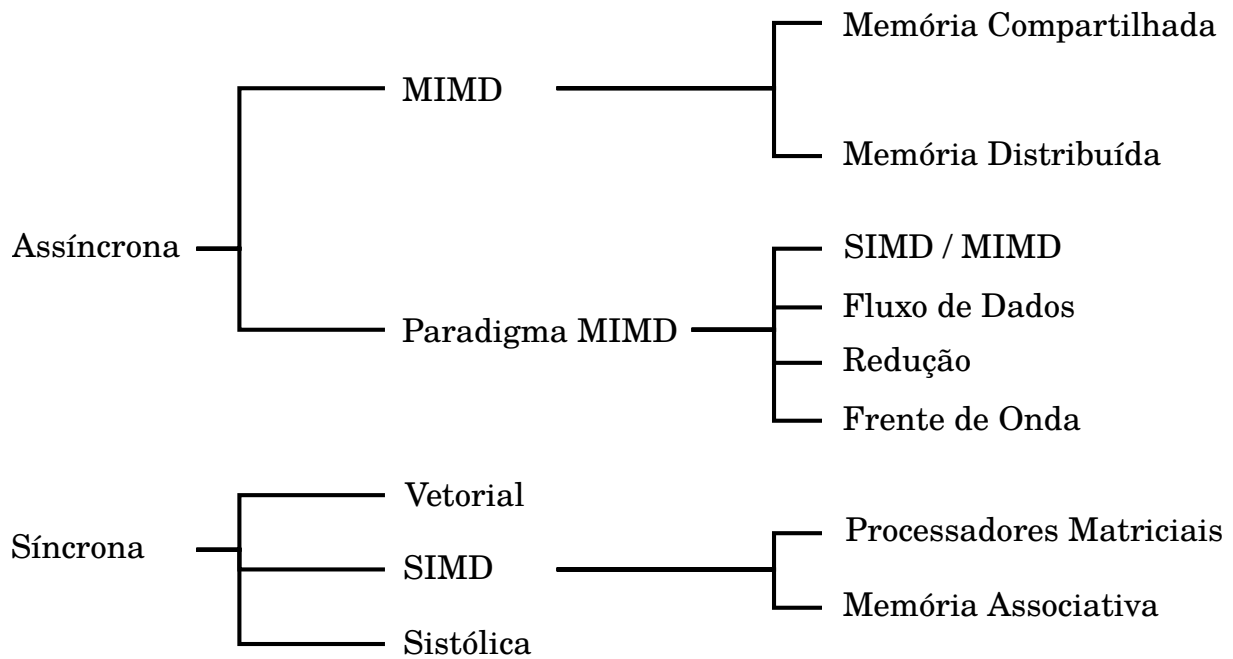 Assíncrona
MIMD
Memória Compartilhada
Memória Distribuída
Paradigma MIMD
SIMD / MIMD
Fluxo de Dados
Redução
Frente de Onda
Síncrona
Vetorial
SIMD
Processadores Matriciais
Memória Associativa
Sistólica